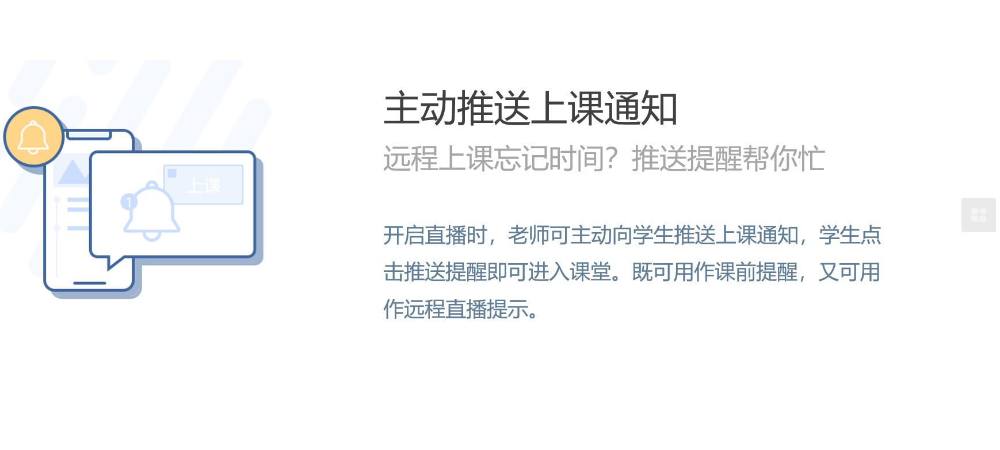 主动推送上课通知
远程上课忘记时间？推送提醒帮你忙
上课
1
开启直播时，老师可主动向学生推送上课通知，学生点
击推送提醒即可进入课堂。既可用作课前提醒，又可用
作远程直播提示。